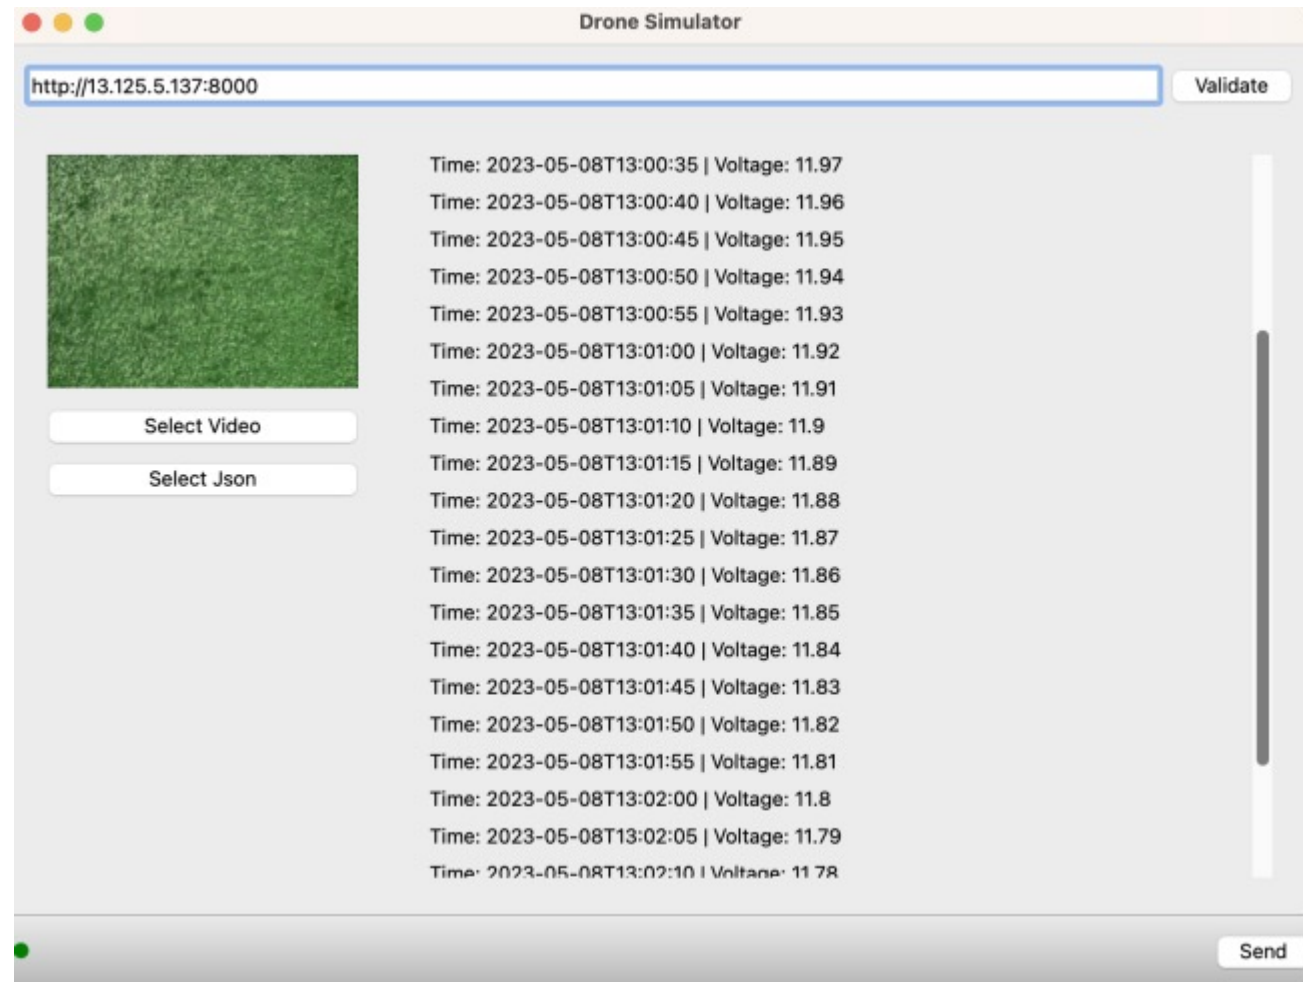 Drone Simulator
http://13.125.5.137:8000
Validate
Time: 2023-05-08T13:00:35 | Voltage: 11.97
Time: 2023-05-08T13:00:40 | Voltage: 11.96
Time: 2023-05-08T13:00:45 | Voltage: 11.95
Time: 2023-05-08T13:00:50 | Voltage: 11.94
Time: 2023-05-08T13:00:55 | Voltage: 11.93
Time: 2023-05-08T13:01:00 | Voltage: 11.92
Time: 2023-05-08T13:01:05 | Voltage: 11.91
Time: 2023-05-08T13:01:10 | Voltage: 11.9
Time: 2023-05-08T13:01:15 | Voltage: 11.89
Time: 2023-05-08T13:01:20 | Voltage: 11.88
Time: 2023-05-08T13:01:25 | Voltage: 11.87
Time: 2023-05-08T13:01:30 | Voltage: 11.86
Time: 2023-05-08T13:01:35 | Voltage: 11.85
Time: 2023-05-08T13:01:40 | Voltage: 11.84
Time: 2023-05-08T13:01:45 | Voltage: 11.83
Time: 2023-05-08T13:01:50 | Voltage: 11.82
Time: 2023-05-08T13:01:55 | Voltage: 11.81
Time: 2023-05-08T13:02:00 | Voltage: 11.8
Time: 2023-05-08T13:02:05 | Voltage: 11.79
Time: 2023-05-08T13:02:10 | Voltage: 11.78
Select Video
Select Json
Send